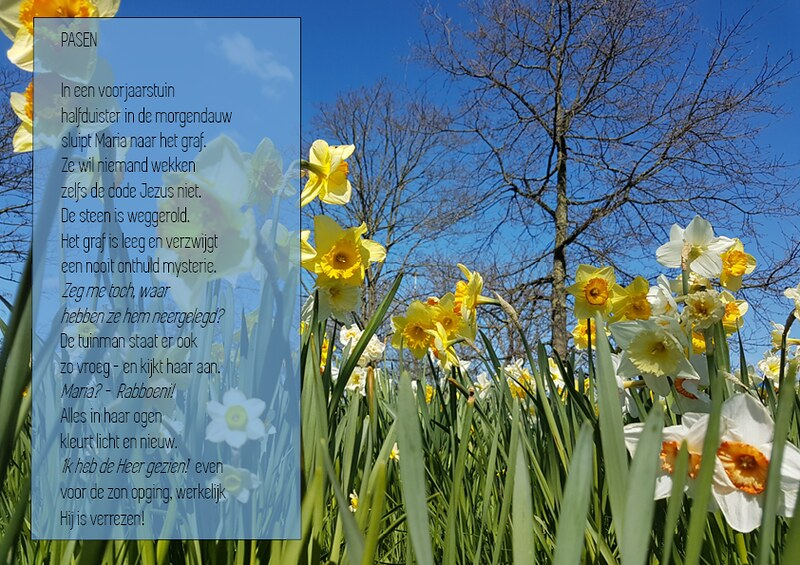 PASEN
In een voorjaarstuin
halfduister in de morgendauw
sluipt Maria naar het graf.
Ze wil niemand wekken
zelfs de dode Jezus niet.
De steen is weggerold.
Het graf is leeg en verzwijgt
een nooit onthuld mysterie.
Zeg me toch, waar
hebben ze hem neergelegd?
De tuinman staat er ook
zo vroeg - en kijkt haar aan.
Maria? - Rabboeni!
Alles in haar ogen
kleurt licht en nieuw.
'Ik heb de Heer gezien!' even
voor de zon opging, werkelijk
Hij is verrezen!